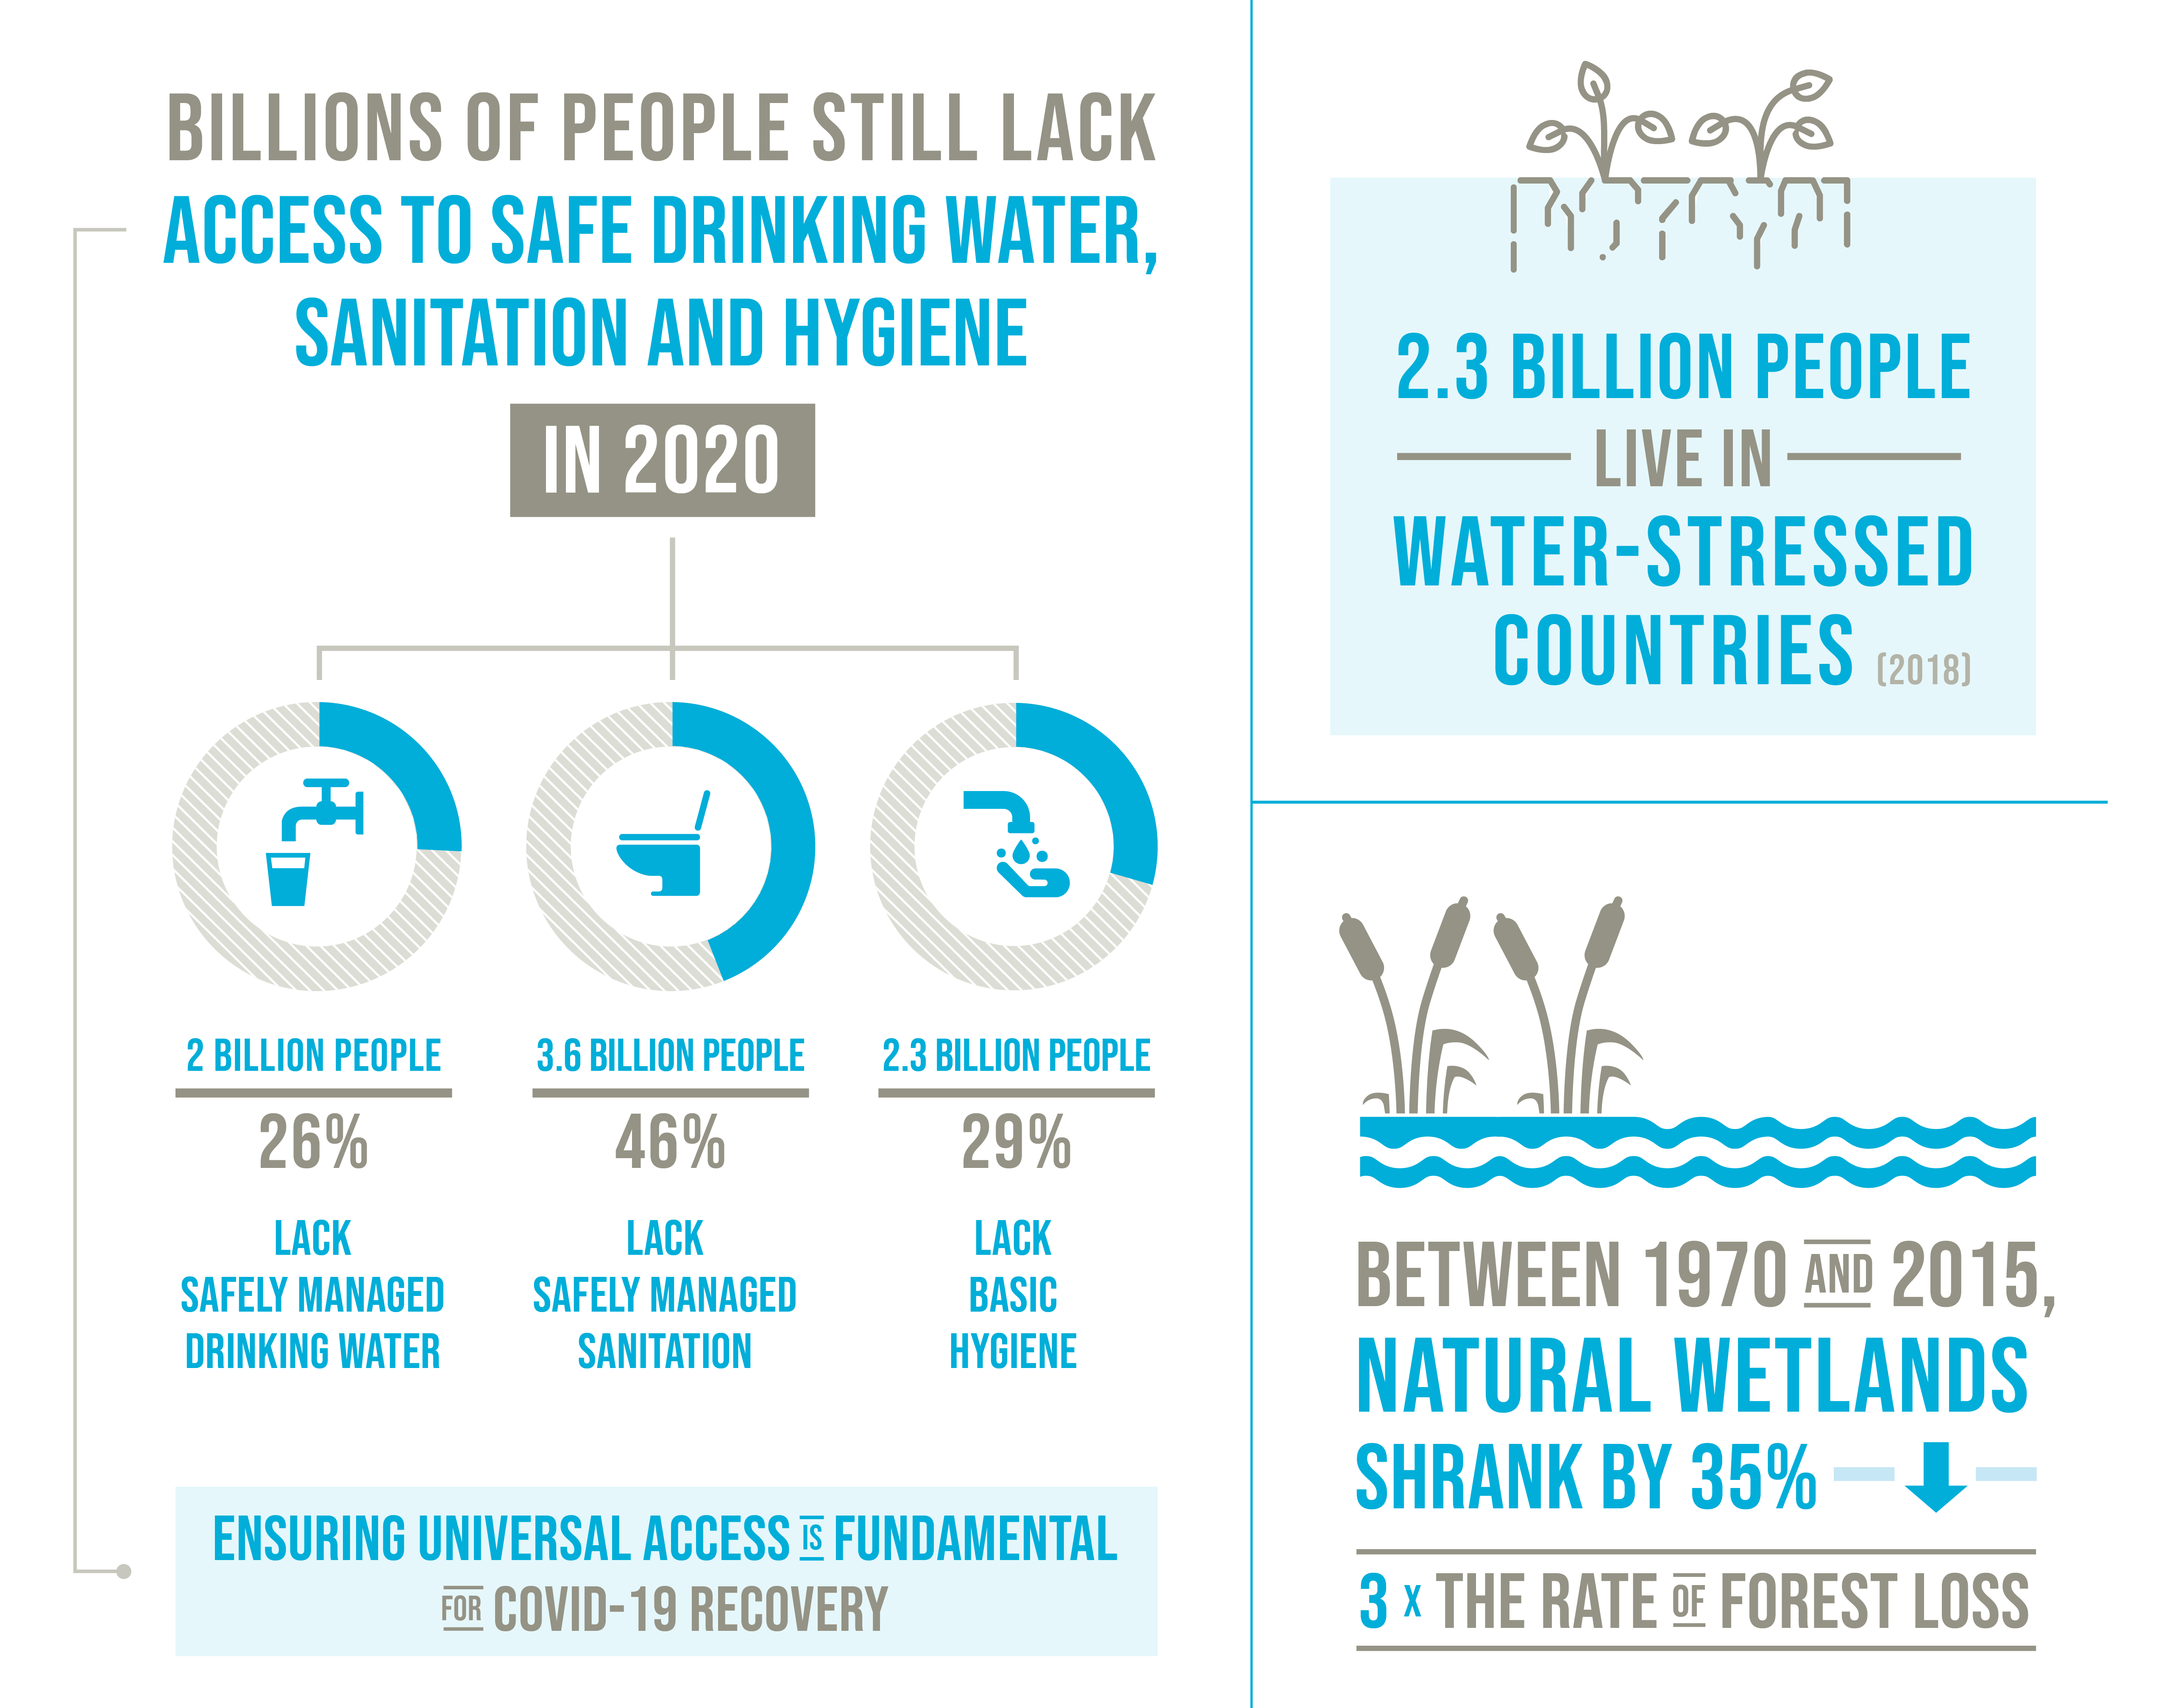 BILLIONS OF PEOPLE STILL LACK
ACCESS TO SAFE DRINKING WATER,
SANITATION AND HYGIENE
IN 2020
2 BILLION PEOPLE
26%
LACK
SAFELY MANAGED
DRINKING WATER
3.6 BILLION PEOPLE
46%
LACK
SAFELY MANAGED
SANITATION
2.3 BILLION PEOPLE
29%
LACK
BASIC
HYGIENE
ENSURING UNIVERSAL ACCESS IS FUNDAMENTAL
FOR COVID-19 RECOVERY
2.3 BILLION PEOPLE
LIVE IN
WATER-STRESSED
COUNTRIES (2018)
BETWEEN 1970 AND 2015,
NATURAL WETLANDS
SHRANK BY 35%
3 X THE RATE OF FOREST LOSS